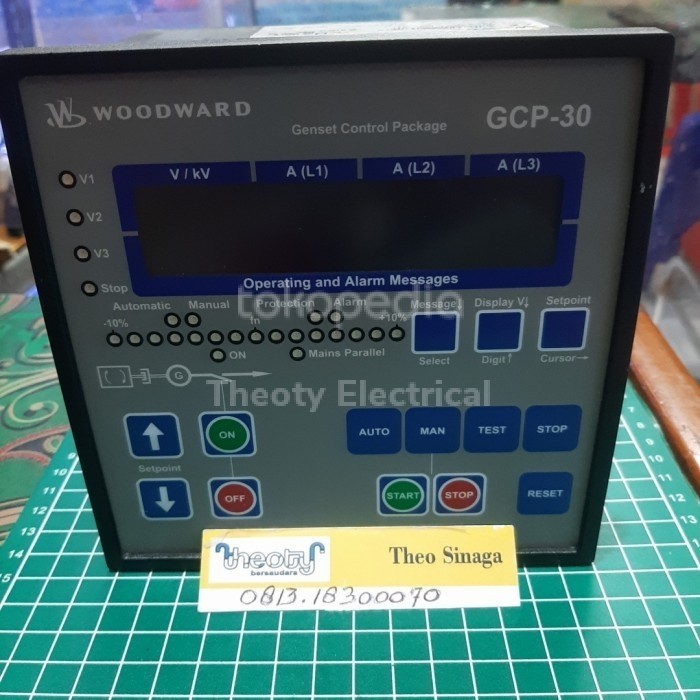 WOODWARD
Genset Control Package
GCP-30
V / kV A (L1) A (L2) A (L3)
V1
V2
V3
Stop
Operating and Alarm Messages
tokopedia
Automatic Manual Protection Alarm
-10% fn +10%
Message↓ Display V↓ Setpoint
ON Mains Parallel
Select Digit↑ Cursor→
G
Theoty Electrical
ON
AUTO MAN TEST STOP
Setpoint
OFF
START STOP RESET
theoty
bersaudara
Theo Sinaga
0813.18300070